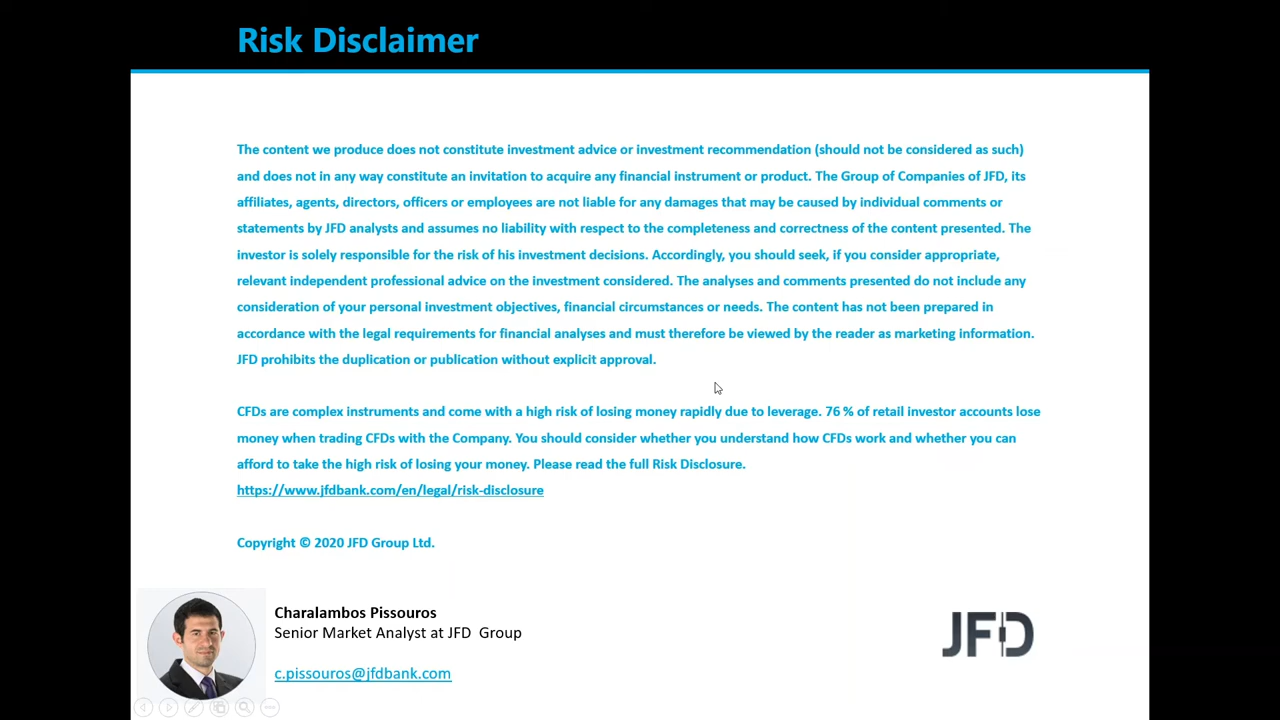 Risk Disclaimer
The content we produce does not constitute investment advice or investment recommendation (should not be considered as such)
and does not in any way constitute an invitation to acquire any financial instrument or product. The Group of Companies of JFD, its
affiliates, agents, directors, officers or employees are not liable for any damages that may be caused by individual comments or
statements by JFD analysts and assumes no liability with respect to the completeness and correctness of the content presented. The
investor is solely responsible for the risk of his investment decisions. Accordingly, you should seek, if you consider appropriate,
relevant independent professional advice on the investment considered. The analyses and comments presented do not include any
consideration of your personal investment objectives, financial circumstances or needs. The content has not been prepared in
accordance with the legal requirements for financial analyses and must therefore be viewed by the reader as marketing information.
JFD prohibits the duplication or publication without explicit approval.
CFDs are complex instruments and come with a high risk of losing money rapidly due to leverage. 76 % of retail investor accounts lose
money when trading CFDs with the Company. You should consider whether you understand how CFDs work and whether you can
afford to take the high risk of losing your money. Please read the full Risk Disclosure.
https://www.jfdbank.com/en/legal/risk-disclosure
Copyright © 2020 JFD Group Ltd.
Charalambos Pissouros
Senior Market Analyst at JFD Group
c.pissouros@jfdbank.com
JFD